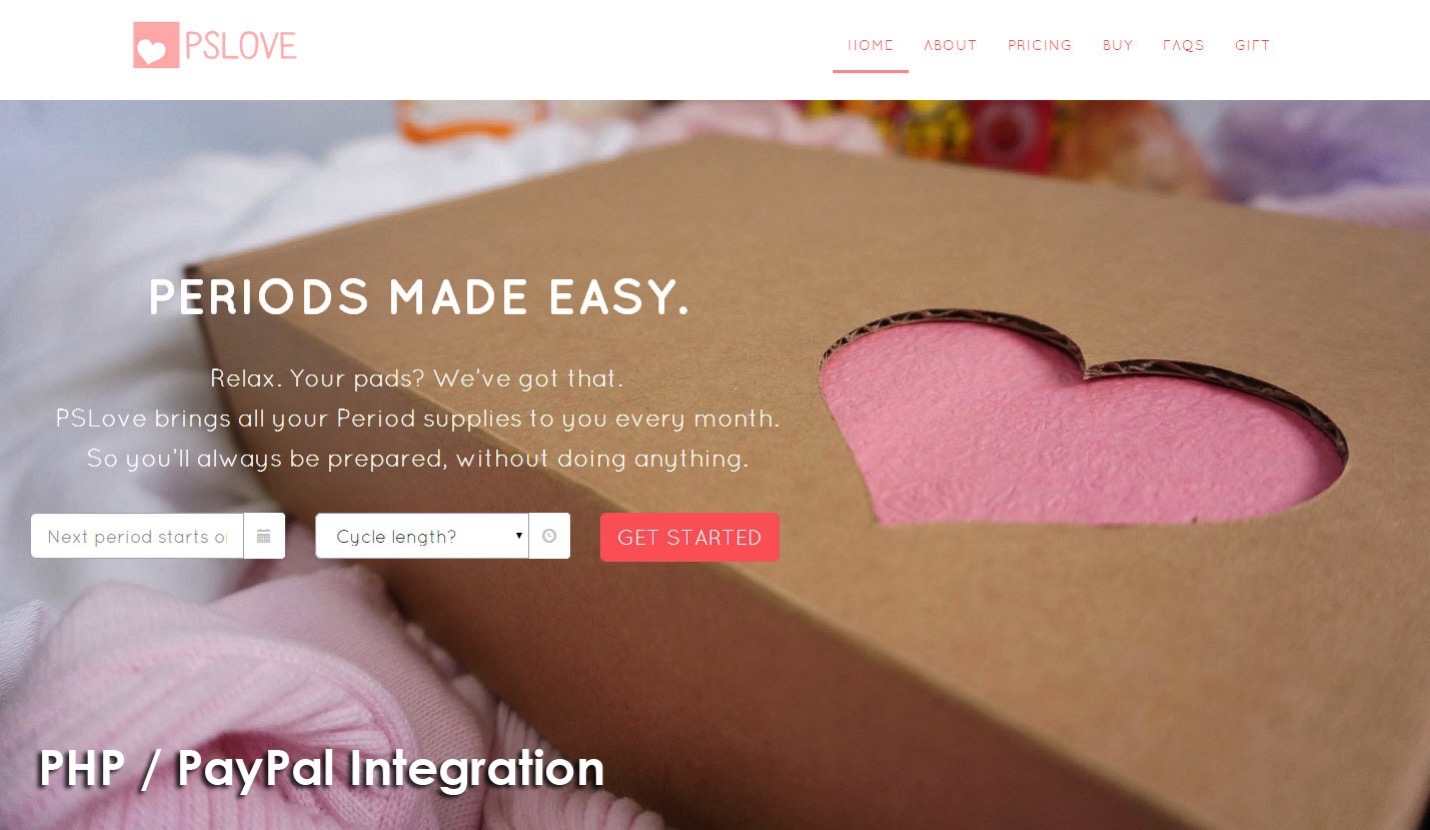 PSLOVE
HOME ABOUT PRICING BUY FAQS GIFT
PERIODS MADE EASY.
Relax. Your pads? We've got that.
PSLove brings all your Period supplies to you every month.
So you'll always be prepared, without doing anything.
Next period starts o
Cycle length?
GET STARTED
PHP / PayPal Integration